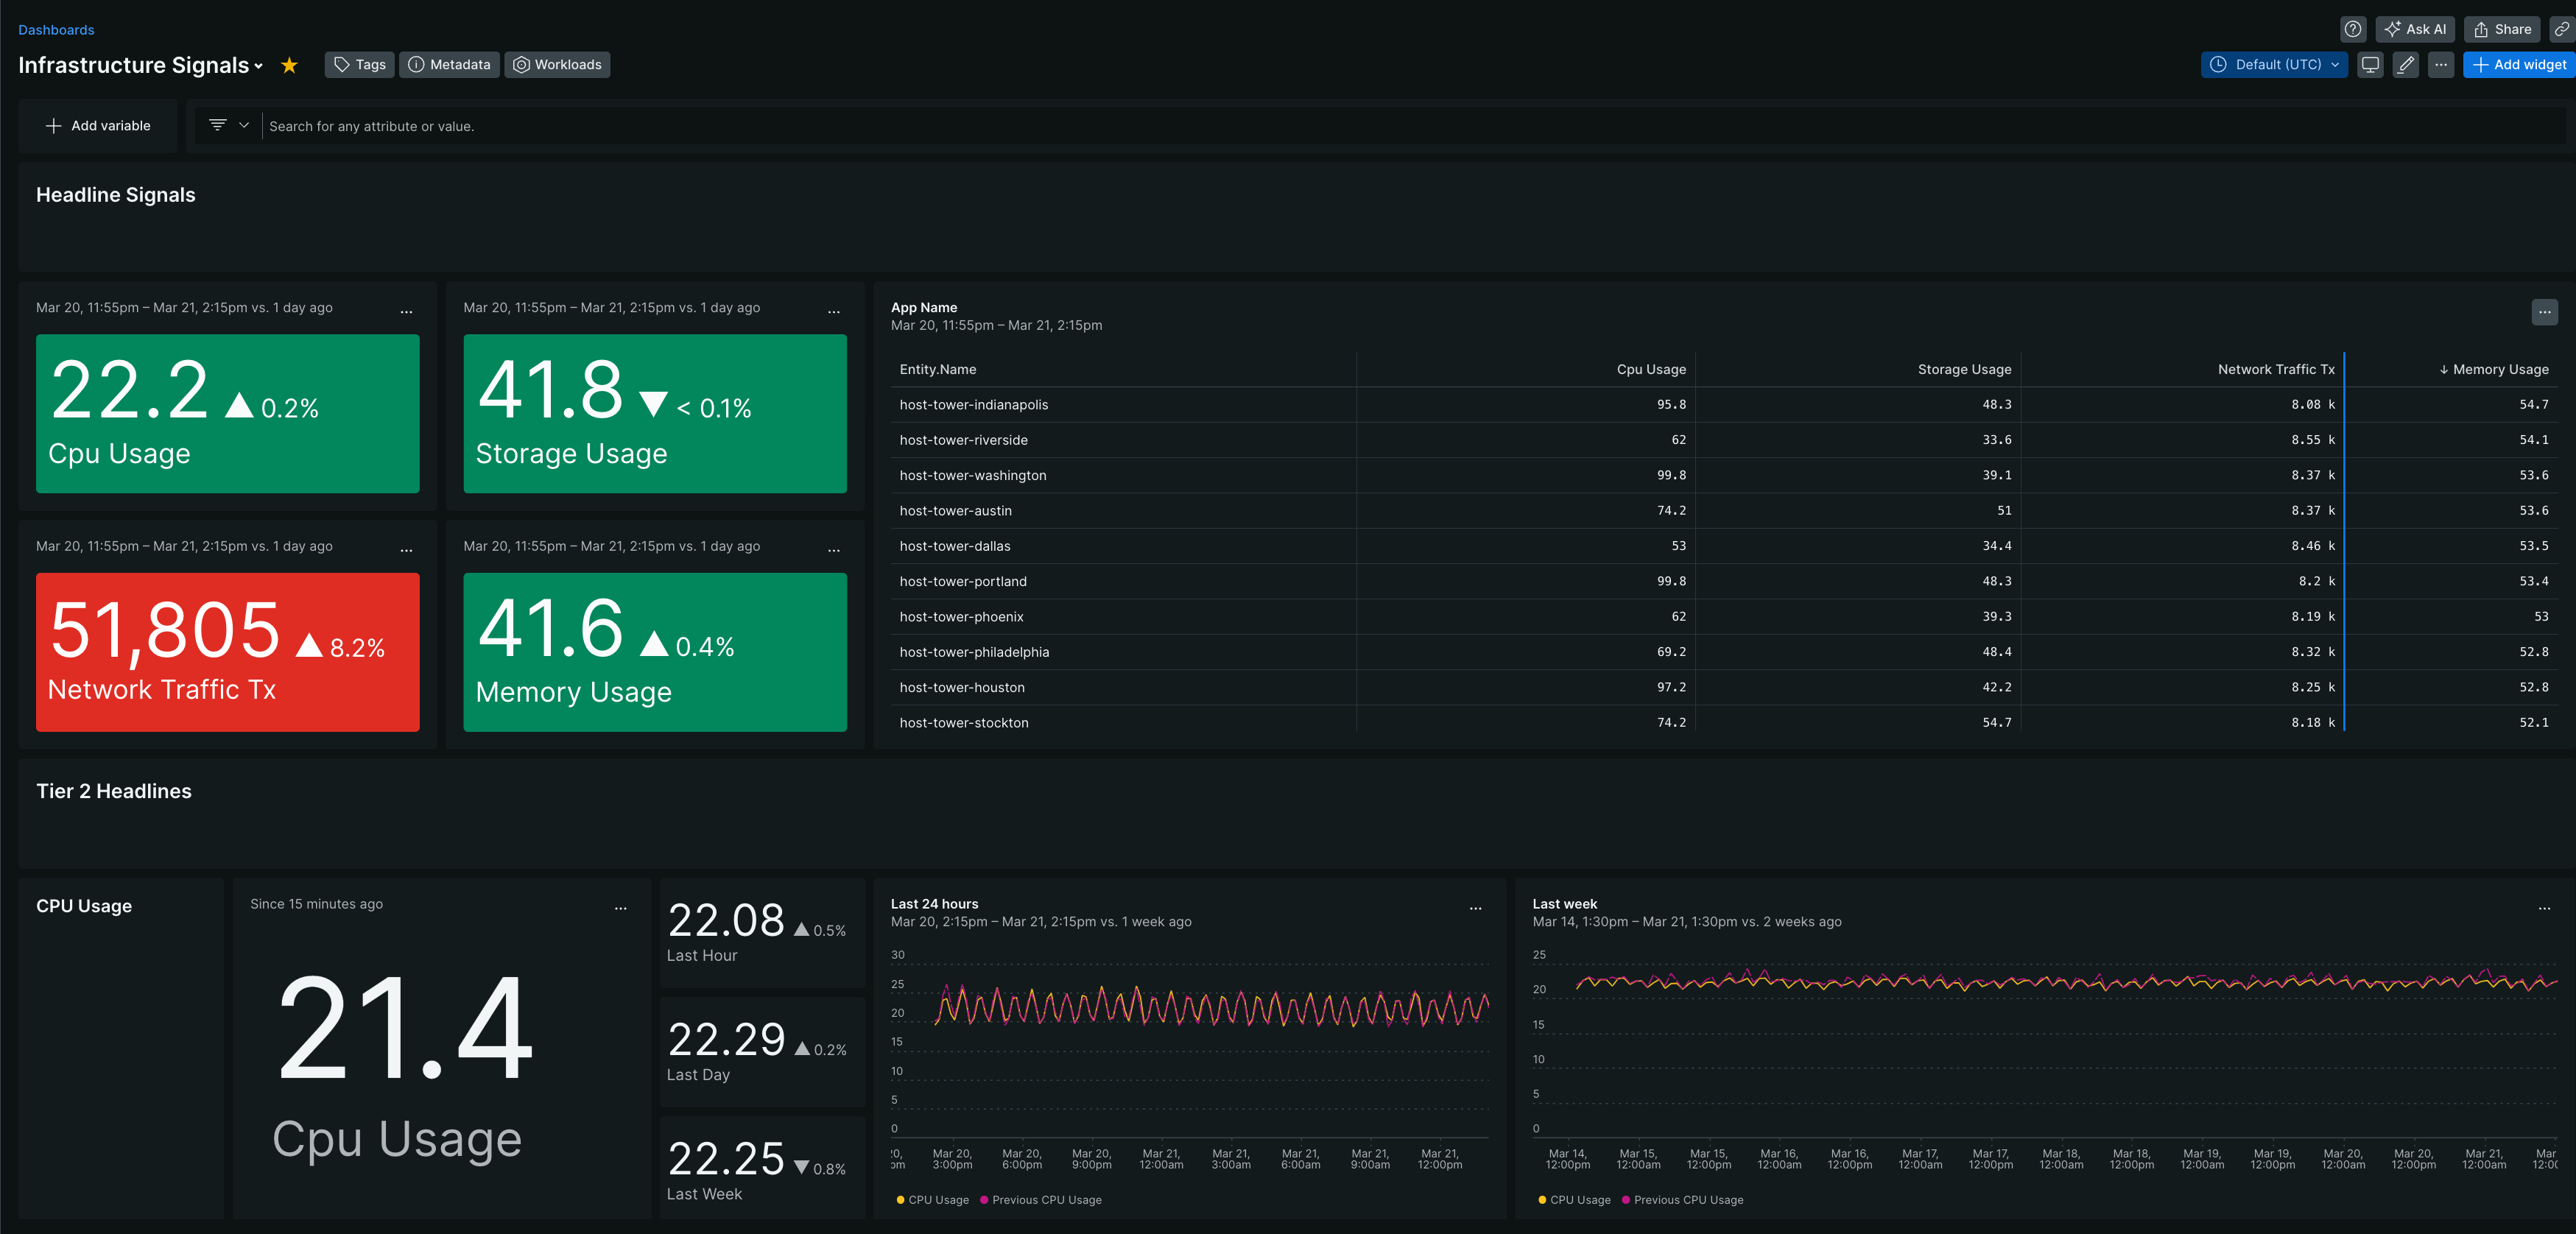 Dashboards
Ask AI
Share
Infrastructure Signals
Tags
Metadata
Workloads
Default (UTC)
...
Add widget
Add variable
Search for any attribute or value.
Headline Signals
Mar 20, 11:55pm – Mar 21, 2:15pm vs. 1 day ago
...
22.2 ▲ 0.2%
Cpu Usage
Mar 20, 11:55pm – Mar 21, 2:15pm vs. 1 day ago
...
41.8 ▼ < 0.1%
Storage Usage
Mar 20, 11:55pm – Mar 21, 2:15pm vs. 1 day ago
...
51,805 ▲ 8.2%
Network Traffic Tx
Mar 20, 11:55pm – Mar 21, 2:15pm vs. 1 day ago
...
41.6 ▲ 0.4%
Memory Usage
App Name
Mar 20, 11:55pm – Mar 21, 2:15pm
...
Entity.Name Cpu Usage Storage Usage Network Traffic Tx ↓ Memory Usage
host-tower-indianapolis 95.8 48.3 8.08 k 54.7
host-tower-riverside 62 33.6 8.55 k 54.1
host-tower-washington 99.8 39.1 8.37 k 53.6
host-tower-austin 74.2 51 8.37 k 53.6
host-tower-dallas 53 34.4 8.46 k 53.5
host-tower-portland 99.8 48.3 8.2 k 53.4
host-tower-phoenix 62 39.3 8.19 k 53
host-tower-philadelphia 69.2 48.4 8.32 k 52.8
host-tower-houston 97.2 42.2 8.25 k 52.8
host-tower-stockton 74.2 54.7 8.18 k 52.1
Tier 2 Headlines
CPU Usage
Since 15 minutes ago
...
21.4
Cpu Usage
22.08 ▲ 0.5%
Last Hour
22.29 ▲ 0.2%
Last Day
22.25 ▼ 0.8%
Last Week
Last 24 hours
Mar 20, 2:15pm – Mar 21, 2:15pm vs. 1 week ago
...
30
25
20
15
10
5
0
20, Mar 20, Mar 20, Mar 20, Mar 21, Mar 21, Mar 21, Mar 21, Mar 21,
3:00pm 6:00pm 9:00pm 12:00am 3:00am 6:00am 9:00am 12:00pm
CPU Usage Previous CPU Usage
Last week
Mar 14, 1:30pm – Mar 21, 1:30pm vs. 2 weeks ago
...
25
20
15
10
5
0
Mar 14, Mar 15, Mar 15, Mar 16, Mar 16, Mar 17, Mar 17, Mar 18, Mar 18, Mar 19, Mar 19, Mar 20, Mar 20, Mar 21, Mar
12:00pm 12:00am 12:00pm 12:00am 12:00pm 12:00am 12:00pm 12:00am 12:00pm 12:00am 12:00pm 12:00am 12:00pm 12:00am
CPU Usage Previous CPU Usage